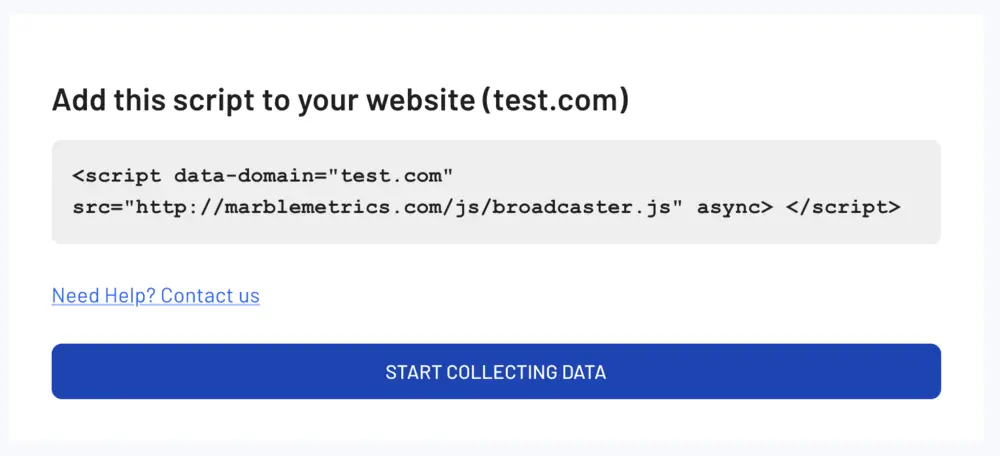 Add this script to your website (test.com)
<script data-domain="test.com"
src="http://marblemetrics.com/js/broadcaster.js" async> </script>
Need Help? Contact us
START COLLECTING DATA